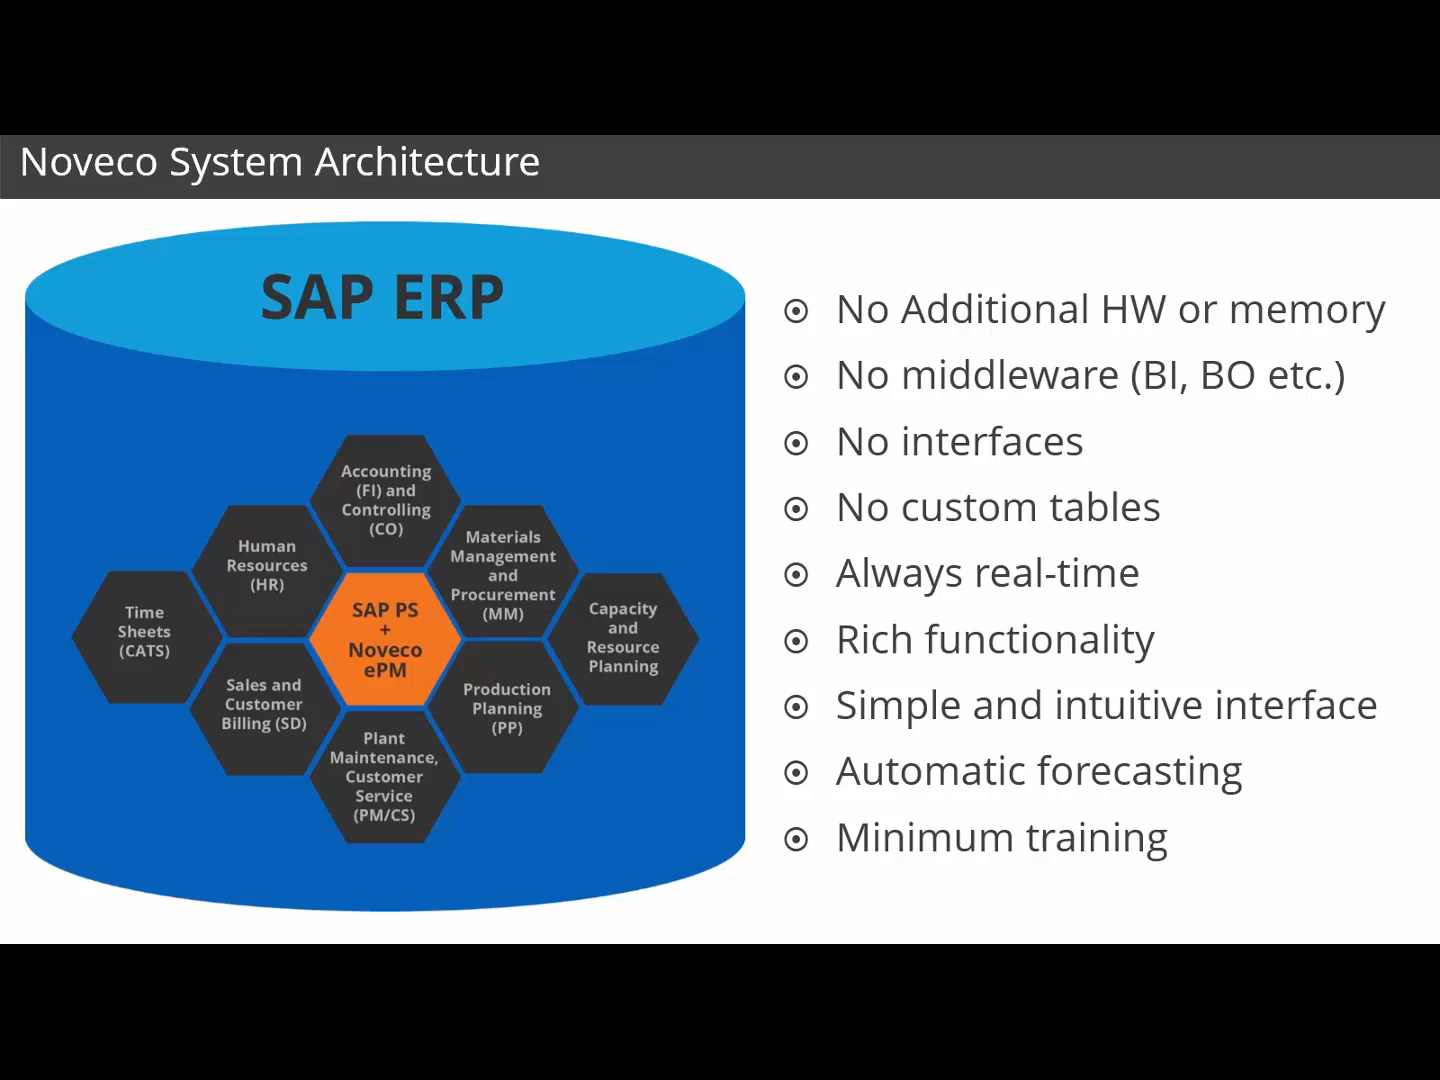 Noveco System Architecture
SAP ERP
Accounting
(FI) and
Controlling
(CO)
Human
Resources
(HR)
Materials
Management
and
Procurement
(MM)
Time
Sheets
(CATS)
SAP PS
+
Noveco
ePM
Capacity
and
Resource
Planning
Sales and
Customer
Billing (SD)
Production
Planning
(PP)
Plant
Maintenance,
Customer
Service
(PM/CS)
No Additional HW or memory
No middleware (BI, BO etc.)
No interfaces
No custom tables
Always real-time
Rich functionality
Simple and intuitive interface
Automatic forecasting
Minimum training